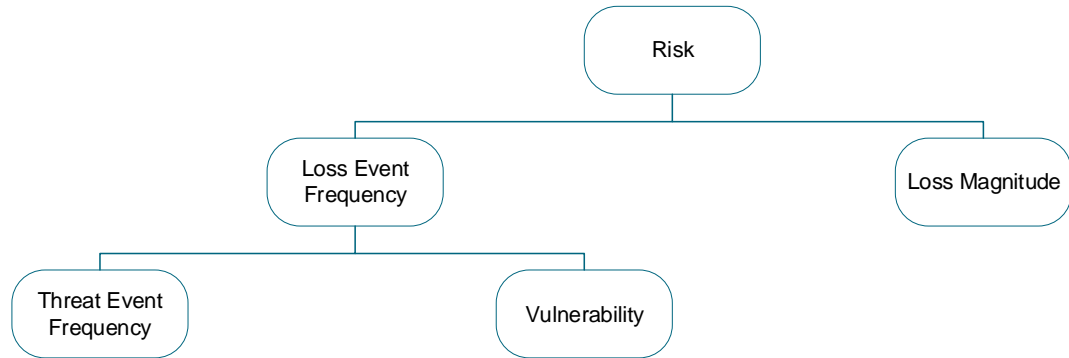 Risk
Loss Event
Frequency
Loss Magnitude
Threat Event
Frequency
Vulnerability